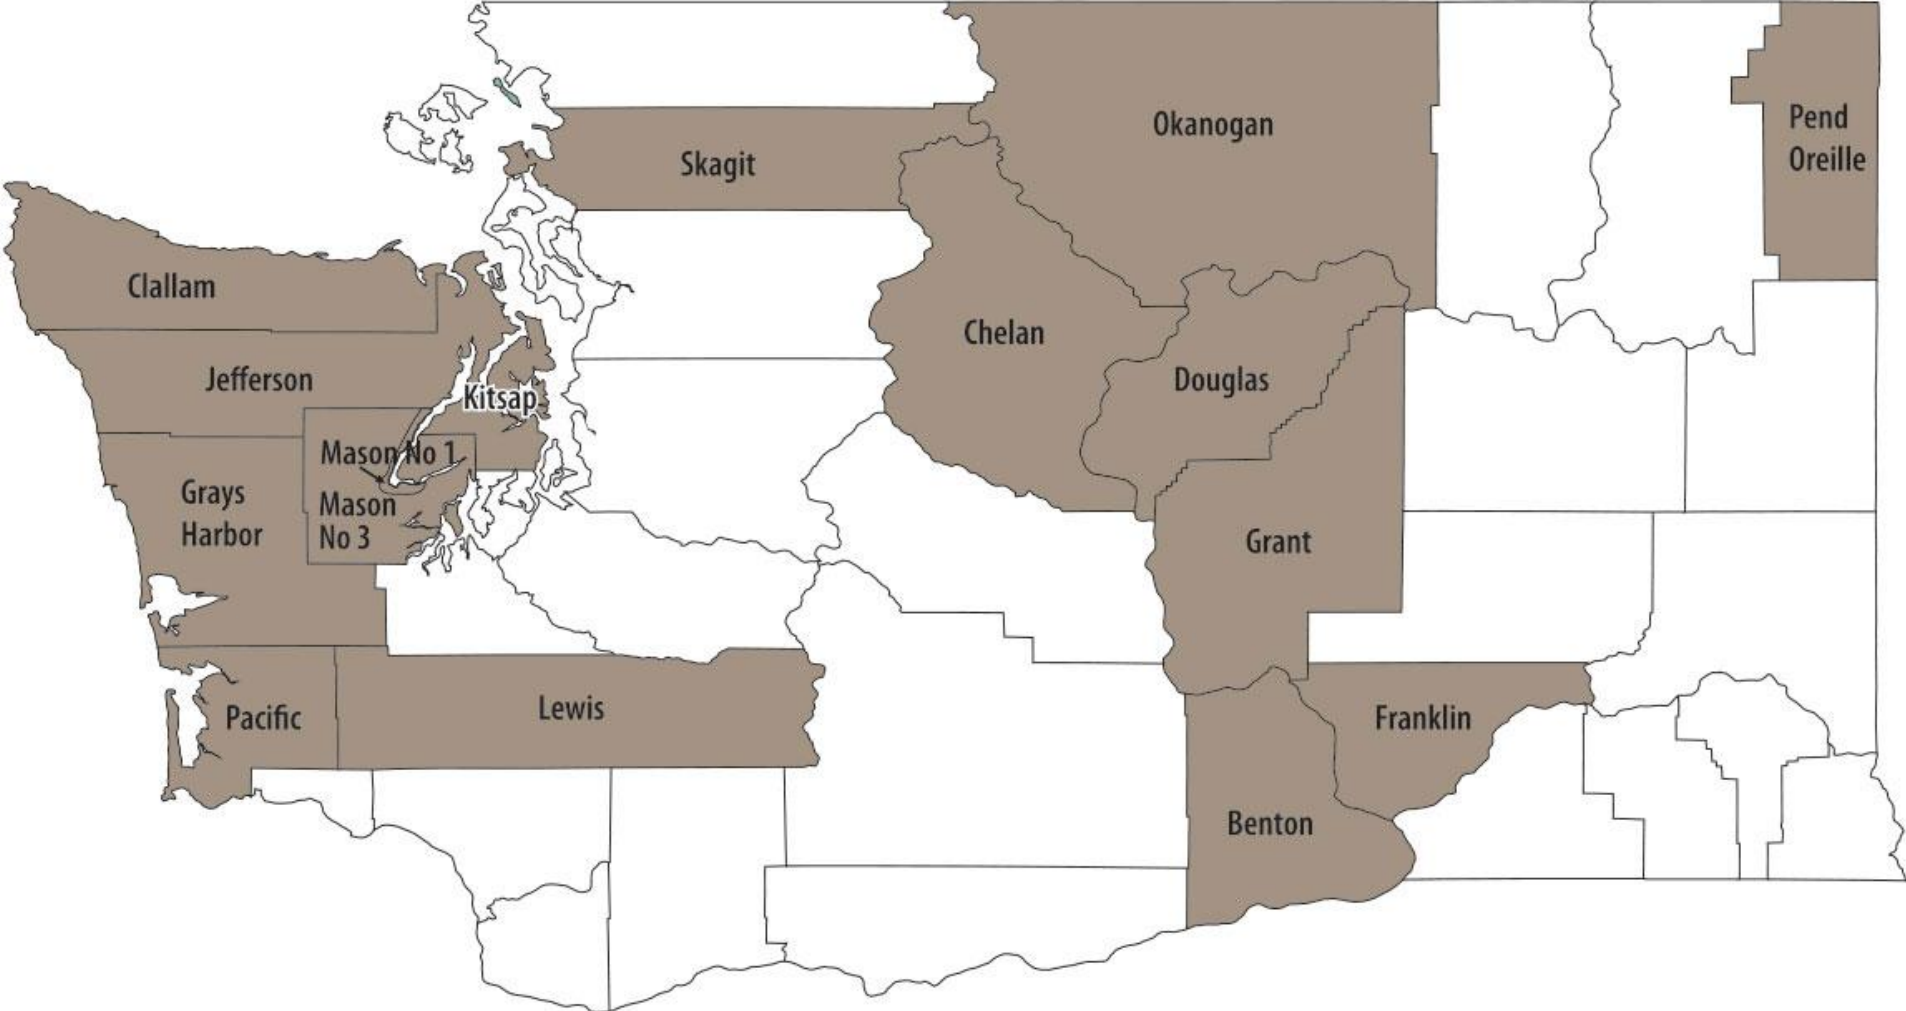 Okanogan
Pend
Oreille
Skagit
Clallam
Chelan
Jefferson
Douglas
Kitsap
Mason No 1
Grays
Harbor
Mason
No 3
Grant
Pacific
Lewis
Franklin
Benton